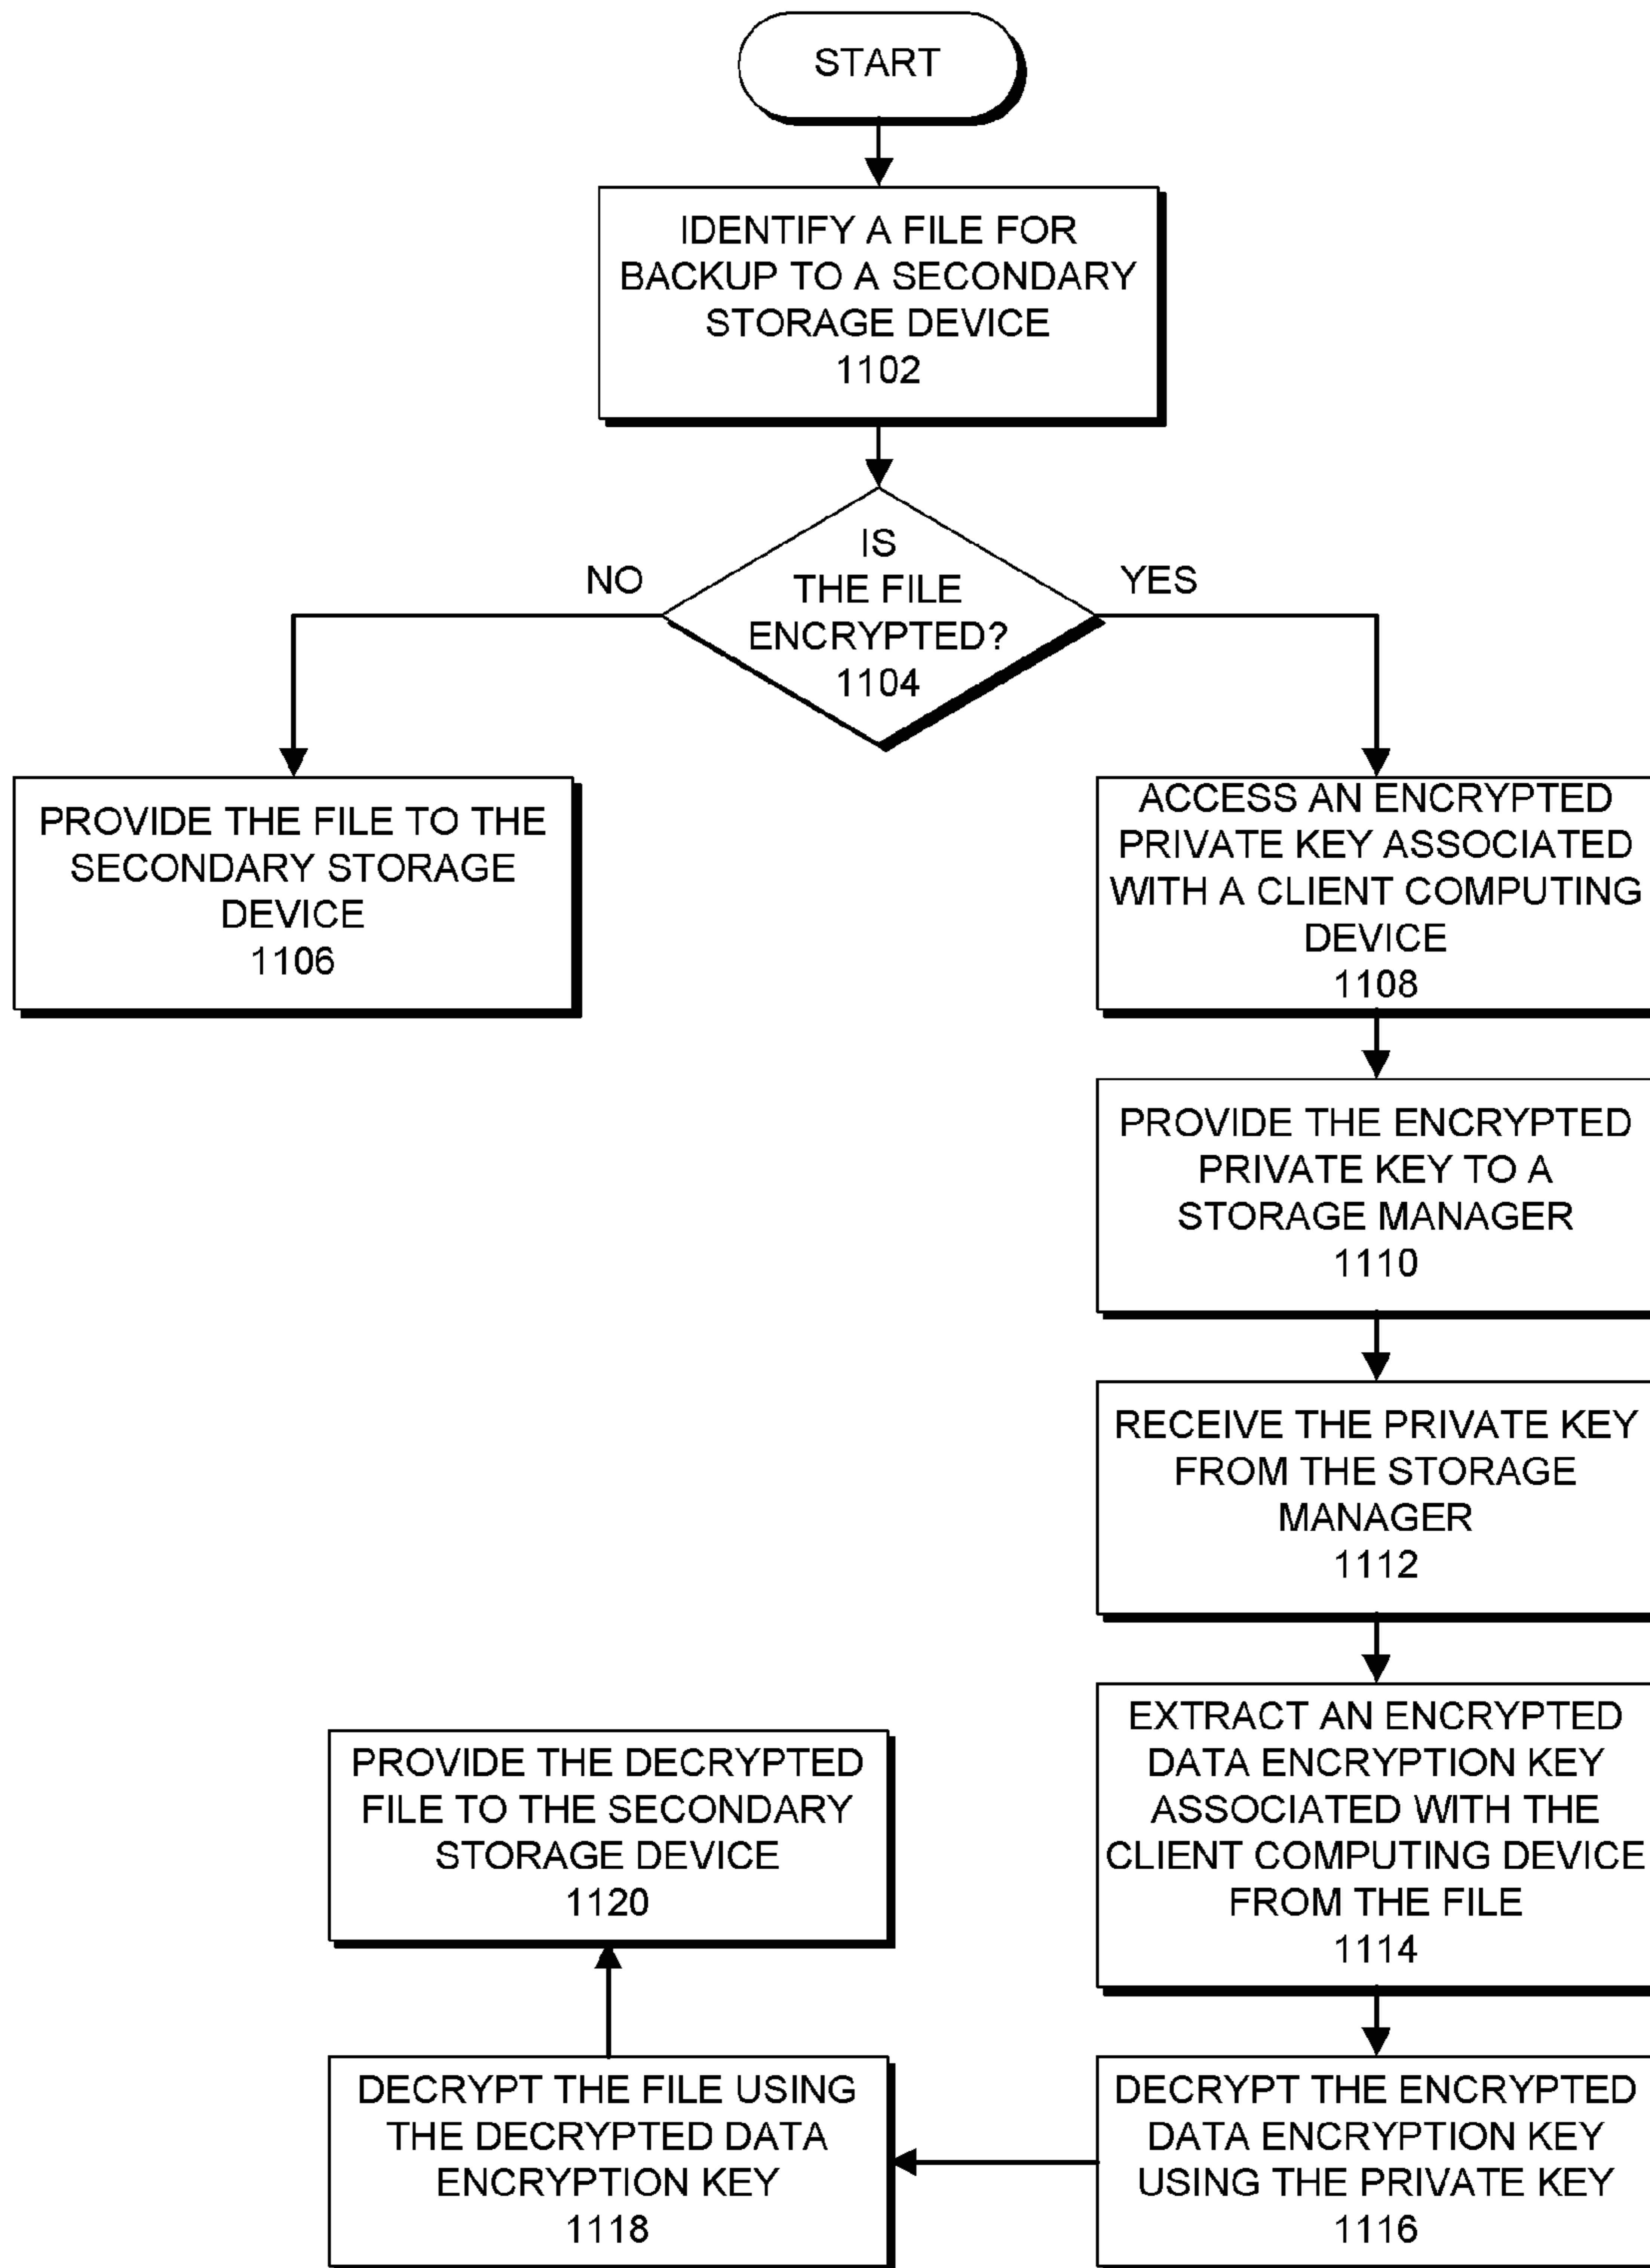 START
IDENTIFY A FILE FOR
BACKUP TO A SECONDARY
STORAGE DEVICE
1102
IS
THE FILE
ENCRYPTED?
1104
NO
YES
PROVIDE THE FILE TO THE
SECONDARY STORAGE
DEVICE
1106
ACCESS AN ENCRYPTED
PRIVATE KEY ASSOCIATED
WITH A CLIENT COMPUTING
DEVICE
1108
PROVIDE THE ENCRYPTED
PRIVATE KEY TO A
STORAGE MANAGER
1110
RECEIVE THE PRIVATE KEY
FROM THE STORAGE
MANAGER
1112
EXTRACT AN ENCRYPTED
DATA ENCRYPTION KEY
ASSOCIATED WITH THE
CLIENT COMPUTING DEVICE
FROM THE FILE
1114
DECRYPT THE ENCRYPTED
DATA ENCRYPTION KEY
USING THE PRIVATE KEY
1116
DECRYPT THE FILE USING
THE DECRYPTED DATA
ENCRYPTION KEY
1118
PROVIDE THE DECRYPTED
FILE TO THE SECONDARY
STORAGE DEVICE
1120